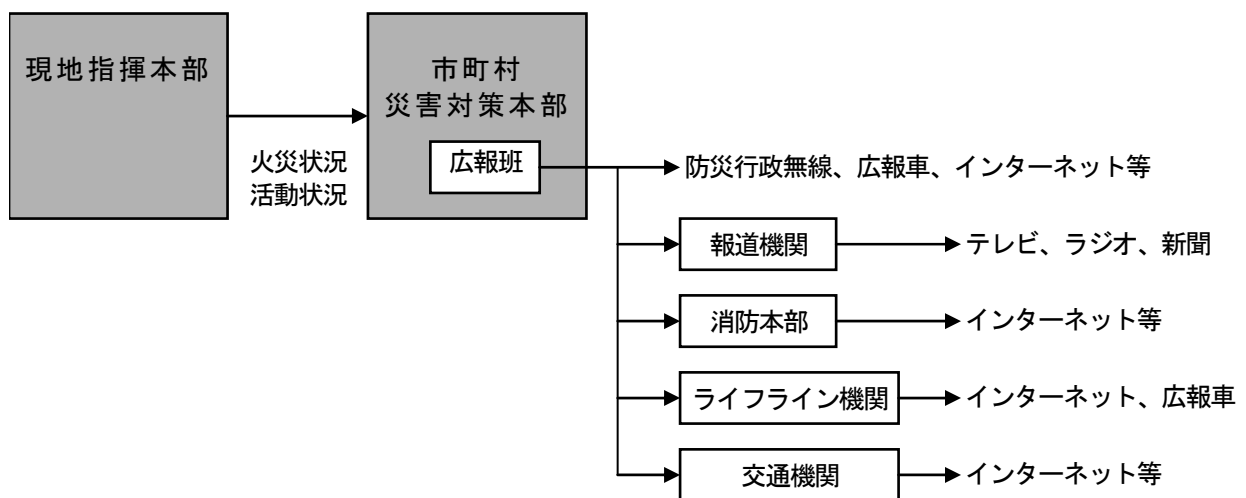 現地指揮本部
市町村
災害対策本部
広報班
火災状況
活動状況
防災行政無線、広報車、インターネット等
報道機関
テレビ、ラジオ、新聞
消防本部
インターネット等
ライフライン機関
インターネット、広報車
交通機関
インターネット等